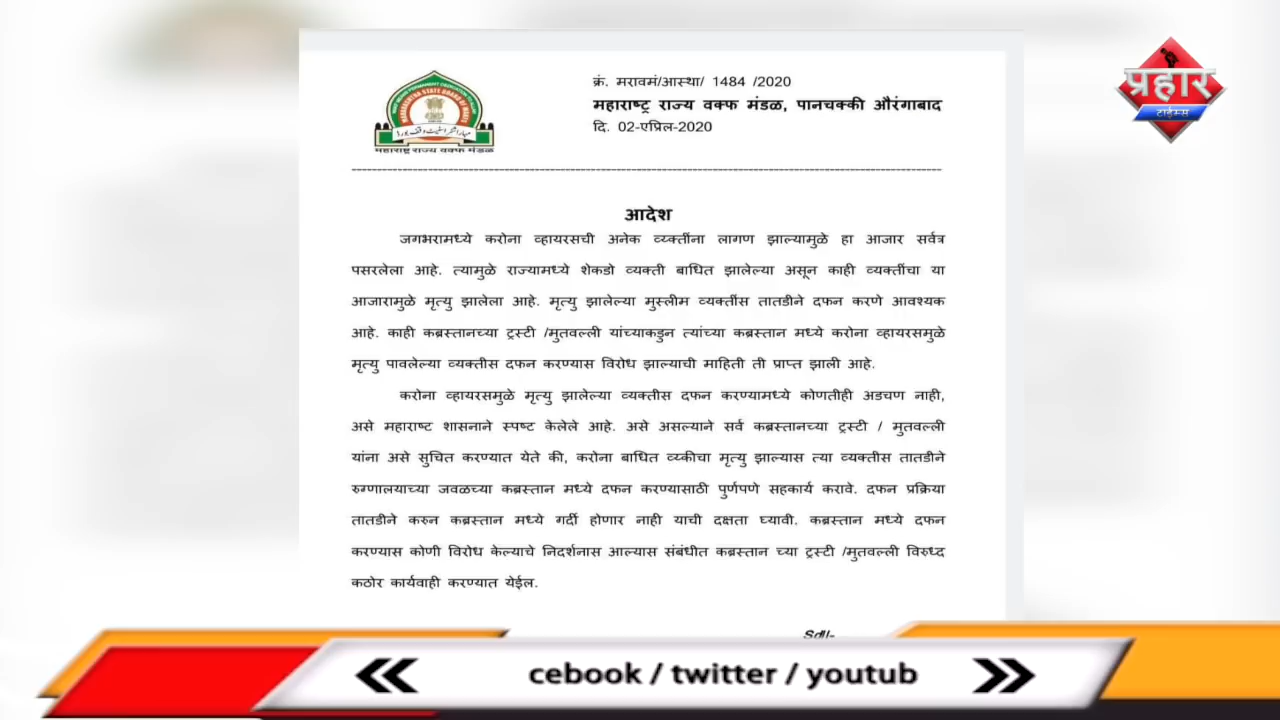 क्रं. मरावमं/आस्था/ 1484 /2020
महाराष्ट्र राज्य वक्फ मंडळ, पानचक्की औरंगाबाद
दि. 02-एप्रिल-2020
MAHARASHTRA STATE BOARD OF WAKFS
महाराष्ट्र राज्य वक्फ मंडळ
प्रहार
टाईम्स
आदेश
जगभरामध्ये करोना व्हायरसची अनेक व्य्क्तींना लागण झाल्यामुळे हा आजार सर्वत्र
पसरलेला आहे. त्यामुळे राज्यामध्ये शेकडो व्यक्ती बाधित झालेल्या असून काही व्यक्तींचा या
आजारामुळे मृत्यु झालेला आहे. मृत्यु झालेल्या मुस्लीम व्यक्तींस तातडीने दफन करणे आवश्यक
आहे. काही कब्रस्तानच्या ट्रस्टी /मुतवल्ली यांच्याकडुन त्यांच्या कब्रस्तान मध्ये करोना व्हायरसमुळे
मृत्यु पावलेल्या व्यक्तीस दफन करण्यास विरोध झाल्याची माहिती ती प्राप्त झाली आहे.
करोना व्हायरसमुळे मृत्यु झालेल्या व्यक्तीस दफन करण्यामध्ये कोणतीही अडचण नाही,
असे महाराष्ट शासनाने स्पष्ट केलेले आहे. असे असल्याने सर्व कब्रस्तानच्या ट्रस्टी / मुतवल्ली
यांना असे सुचित करण्यात येते की, करोना बाधित व्य्कीचा मृत्यु झाल्यास त्या व्यक्तीस तातडीने
रुग्णालयाच्या जवळच्या कब्रस्तान मध्ये दफन करण्यासाठी पुर्णपणे सहकार्य करावे. दफन प्रक्रिया
तातडीने करुन कब्रस्तान मध्ये गर्दी होणार नाही याची दक्षता घ्यावी. कब्रस्तान मध्ये दफन
करण्यास कोणी विरोध केल्याचे निदर्शनास आल्यास संबंधीत कब्रस्तान च्या ट्रस्टी /मुतवल्ली विरुध्द
कठोर कार्यवाही करण्यात येईल.
Sd/-
cebook / twitter / youtub